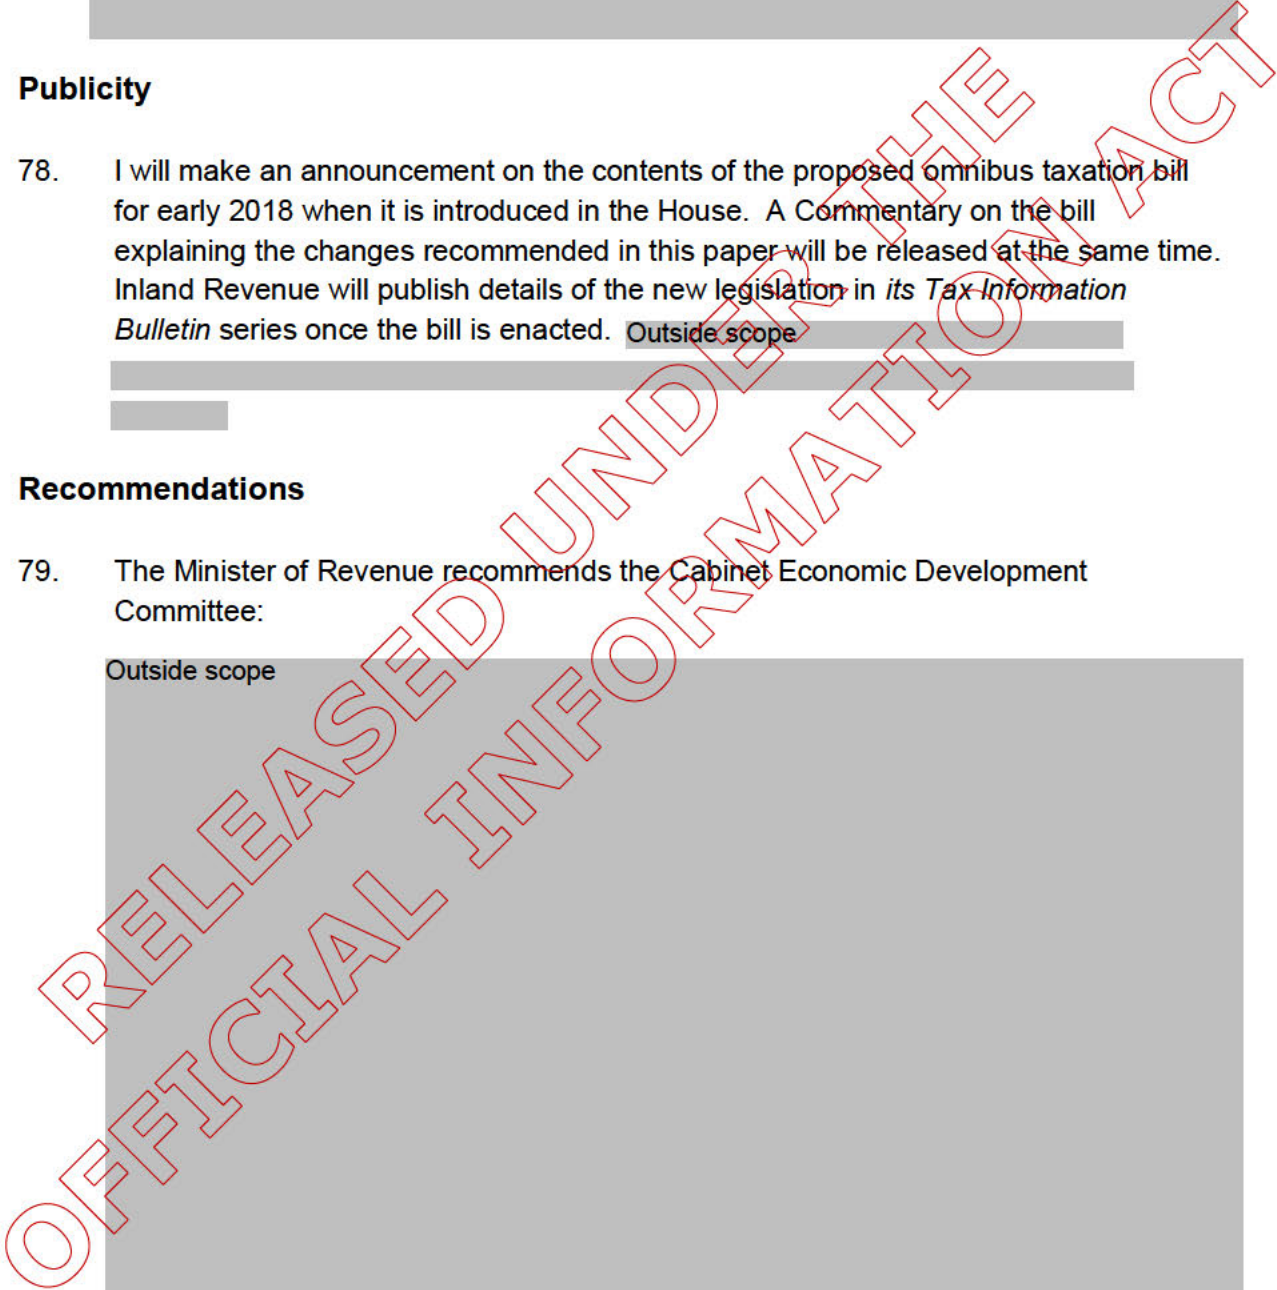 Publicity
78. I will make an announcement on the contents of the proposed omnibus taxation bill
for early 2018 when it is introduced in the House. A Commentary on the bill
explaining the changes recommended in this paper will be released at the same time.
Inland Revenue will publish details of the new legislation in its Tax Information
Bulletin series once the bill is enacted. Outside scope
Recommendations
79. The Minister of Revenue recommends the Cabinet Economic Development
Committee:
Outside scope
RELEASED UNDER THE
OFFICIAL INFORMATION ACT